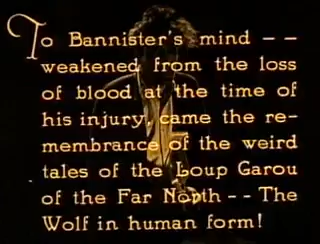 To Bannister's mind --
weakened from the loss
of blood at the time of
his injury, came the re-
membrance of the weird
tales of the Loup Garou
of the Far North -- The
Wolf in human form!